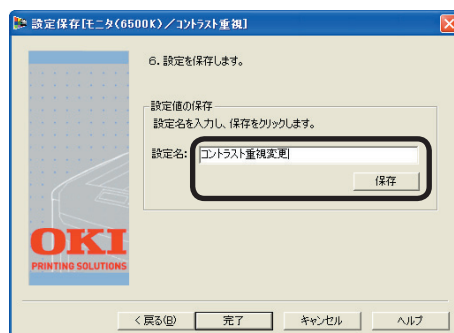 設定保存[モニタ(6500K)/コントラスト重視]
6. 設定を保存します。
設定値の保存
設定名を入力し、保存をクリックします。
設定名: コントラスト重視変更
保存
OKI
PRINTING SOLUTIONS
< 戻る(B) 完了 キャンセル ヘルプ